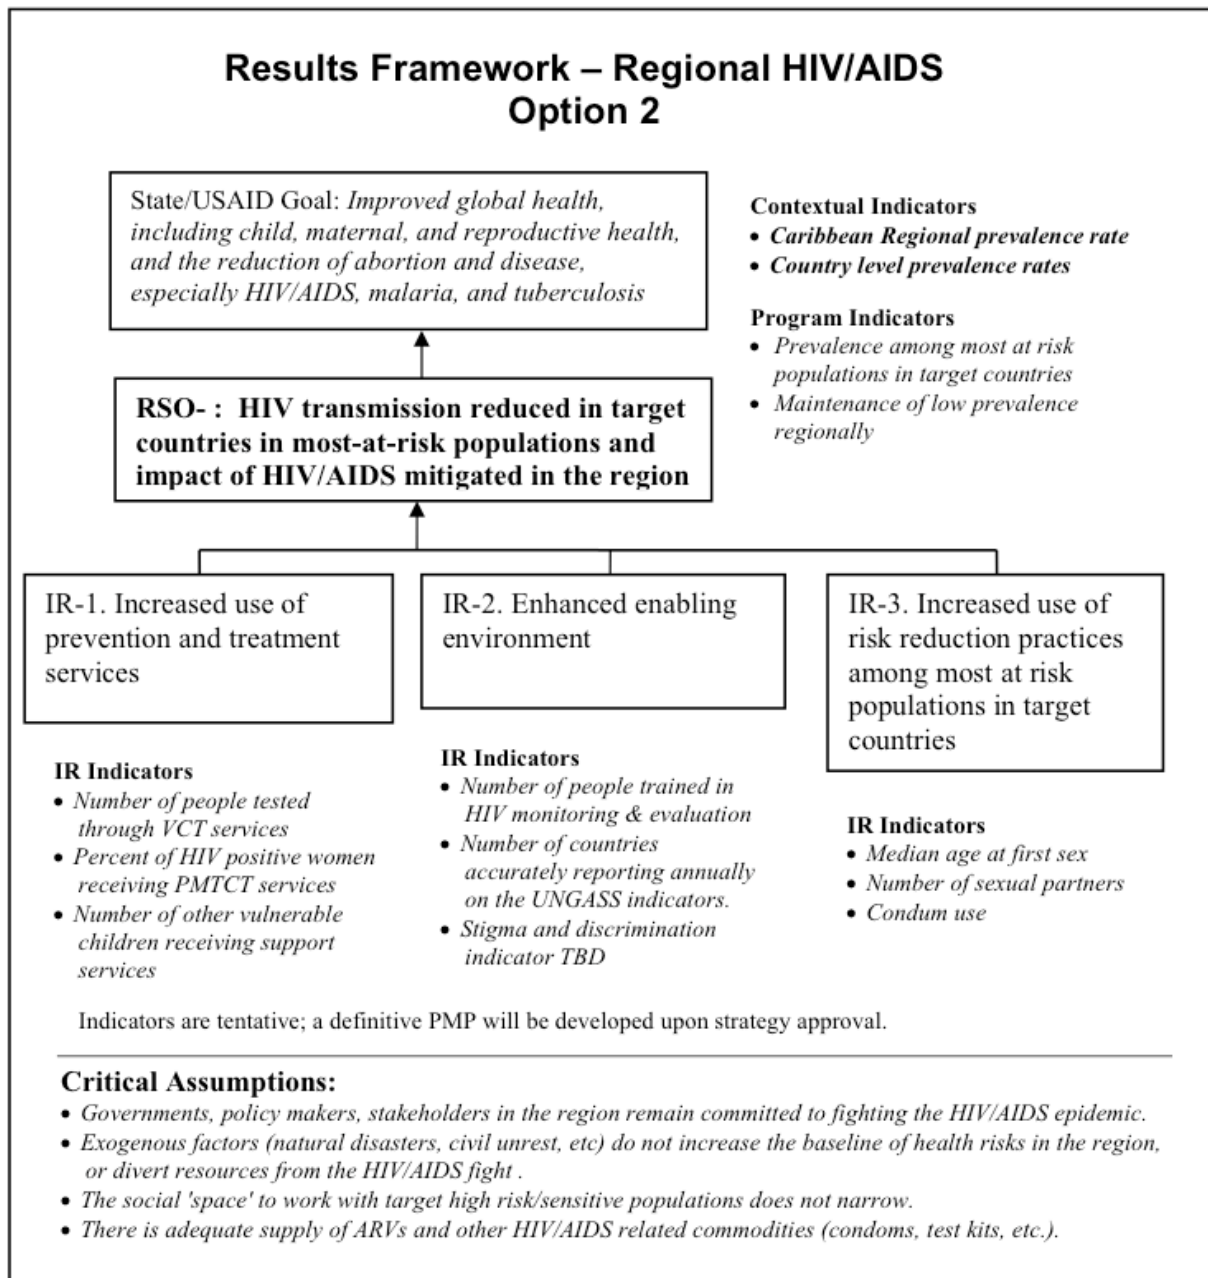 Results Framework – Regional HIV/AIDS
Option 2
State/USAID Goal: Improved global health,
including child, maternal, and reproductive health,
and the reduction of abortion and disease,
especially HIV/AIDS, malaria, and tuberculosis
Contextual Indicators
• Caribbean Regional prevalence rate
• Country level prevalence rates
Program Indicators
• Prevalence among most at risk
populations in target countries
• Maintenance of low prevalence
regionally
RSO- : HIV transmission reduced in target
countries in most-at-risk populations and
impact of HIV/AIDS mitigated in the region
IR-1. Increased use of
prevention and treatment
services
IR Indicators
• Number of people tested
through VCT services
• Percent of HIV positive women
receiving PMTCT services
• Number of other vulnerable
children receiving support
services
IR-2. Enhanced enabling
environment
IR Indicators
• Number of people trained in
HIV monitoring & evaluation
• Number of countries
accurately reporting annually
on the UNGASS indicators.
• Stigma and discrimination
indicator TBD
IR-3. Increased use of
risk reduction practices
among most at risk
populations in target
countries
IR Indicators
• Median age at first sex
• Number of sexual partners
• Condum use
Indicators are tentative; a definitive PMP will be developed upon strategy approval.
Critical Assumptions:
• Governments, policy makers, stakeholders in the region remain committed to fighting the HIV/AIDS epidemic.
• Exogenous factors (natural disasters, civil unrest, etc) do not increase the baseline of health risks in the region,
or divert resources from the HIV/AIDS fight .
• The social 'space' to work with target high risk/sensitive populations does not narrow.
• There is adequate supply of ARVs and other HIV/AIDS related commodities (condoms, test kits, etc.).